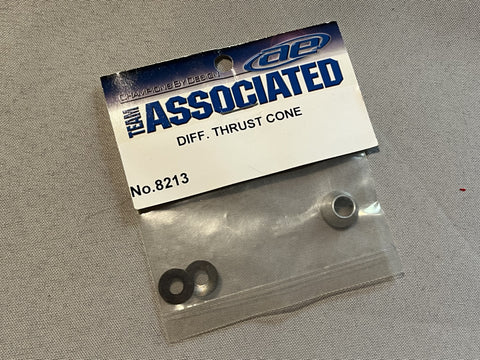 ae
CHAMPIONS BY DESIGN
TEAM ASSOCIATED
DIFF. THRUST CONE
No.8213